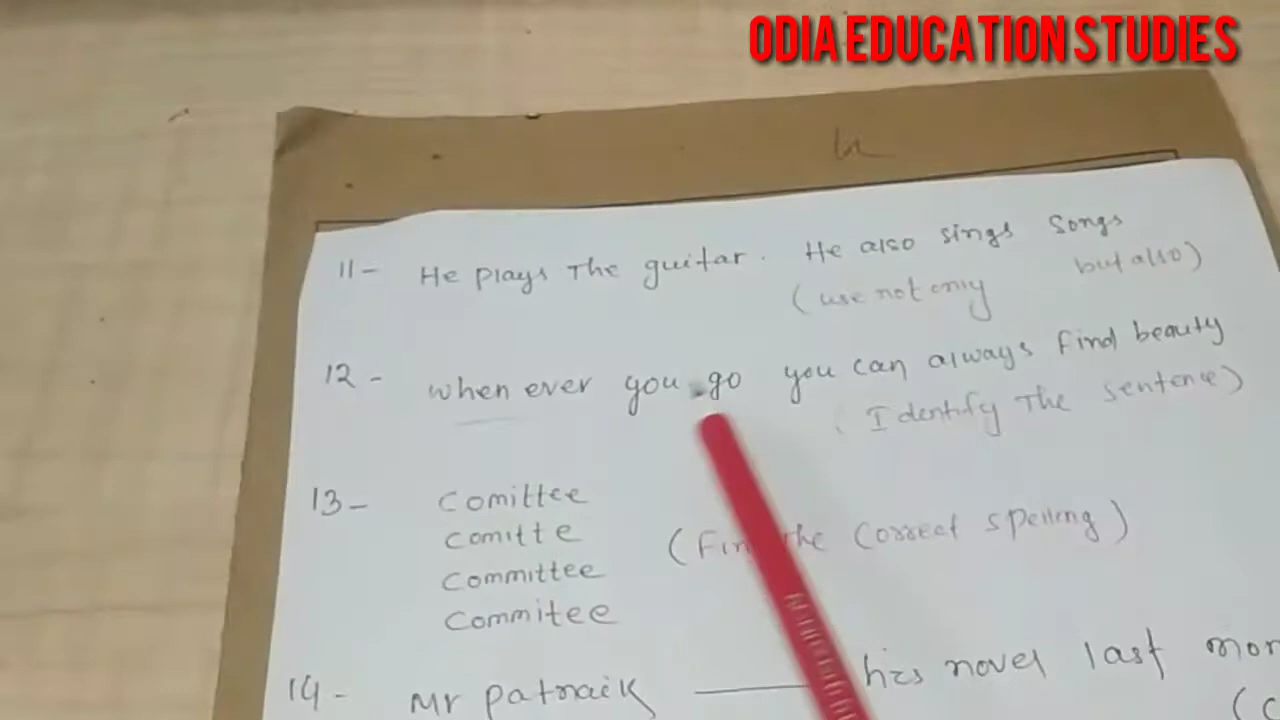 ODIA EDUCATION STUDIES
11- He plays The guitar. He also sings songs
(use not only but also)
12- when ever you go you can always find beauty
(Identify The sentence)
13- Comittee
Comitte
(Find the Correct spelling)
Committee
Commitee
14- Mr patnaik his novel last